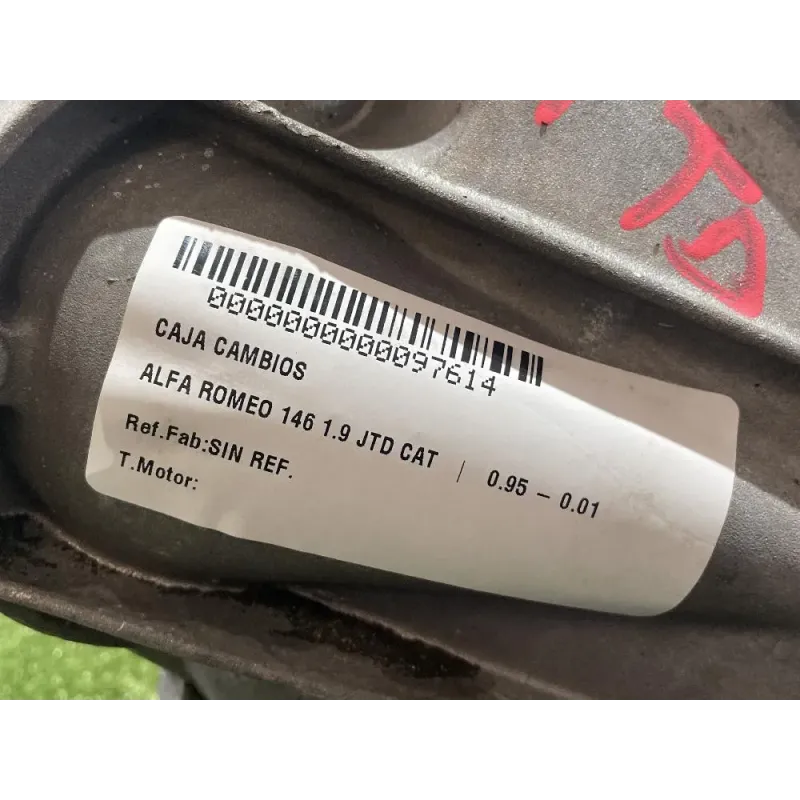 TD
0000000000097614
CAJA CAMBIOS
ALFA ROMEO 146 1.9 JTD CAT / 0.95 - 0.01
Ref.Fab:SIN REF.
T.Motor: